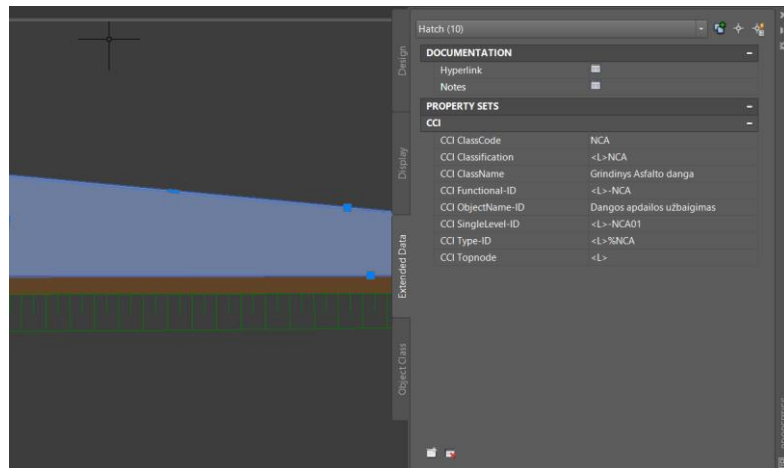 Hatch (10)
DOCUMENTATION
Hyperlink
Notes
PROPERTY SETS
CCI
CCI ClassCode NCA
CCI Classification <L>NCA
CCI ClassName Grindinys Asfalto danga
CCI Functional-ID <L>-NCA
CCI ObjectName-ID Dangos apdailos užbaigimas
CCI SingleLevel-ID <L>-NCA01
CCI Type-ID <L>%NCA
CCI Topnode <L>
Design
Display
Extended Data
Object Class